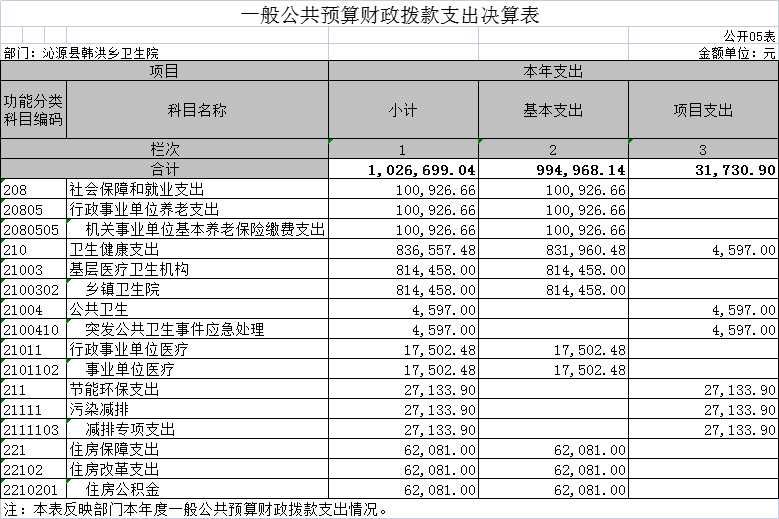 一般公共预算财政拨款支出决算表
公开05表
部门：沁源县韩洪乡卫生院 金额单位：元
项目 本年支出
功能分类科目编码 科目名称 小计 基本支出 项目支出
栏次 1 2 3
合计 1,026,699.04 994,968.14 31,730.90
208 社会保障和就业支出 100,926.66 100,926.66
20805 行政事业单位养老支出 100,926.66 100,926.66
2080505 机关事业单位基本养老保险缴费支出 100,926.66 100,926.66
210 卫生健康支出 836,557.48 831,960.48 4,597.00
21003 基层医疗卫生机构 814,458.00 814,458.00
2100302 乡镇卫生院 814,458.00 814,458.00
21004 公共卫生 4,597.00 4,597.00
2100410 突发公共卫生事件应急处理 4,597.00 4,597.00
21011 行政事业单位医疗 17,502.48 17,502.48
2101102 事业单位医疗 17,502.48 17,502.48
211 节能环保支出 27,133.90 27,133.90
21111 污染减排 27,133.90 27,133.90
2111103 减排专项支出 27,133.90 27,133.90
221 住房保障支出 62,081.00 62,081.00
22102 住房改革支出 62,081.00 62,081.00
2210201 住房公积金 62,081.00 62,081.00
注：本表反映部门本年度一般公共预算财政拨款支出情况。